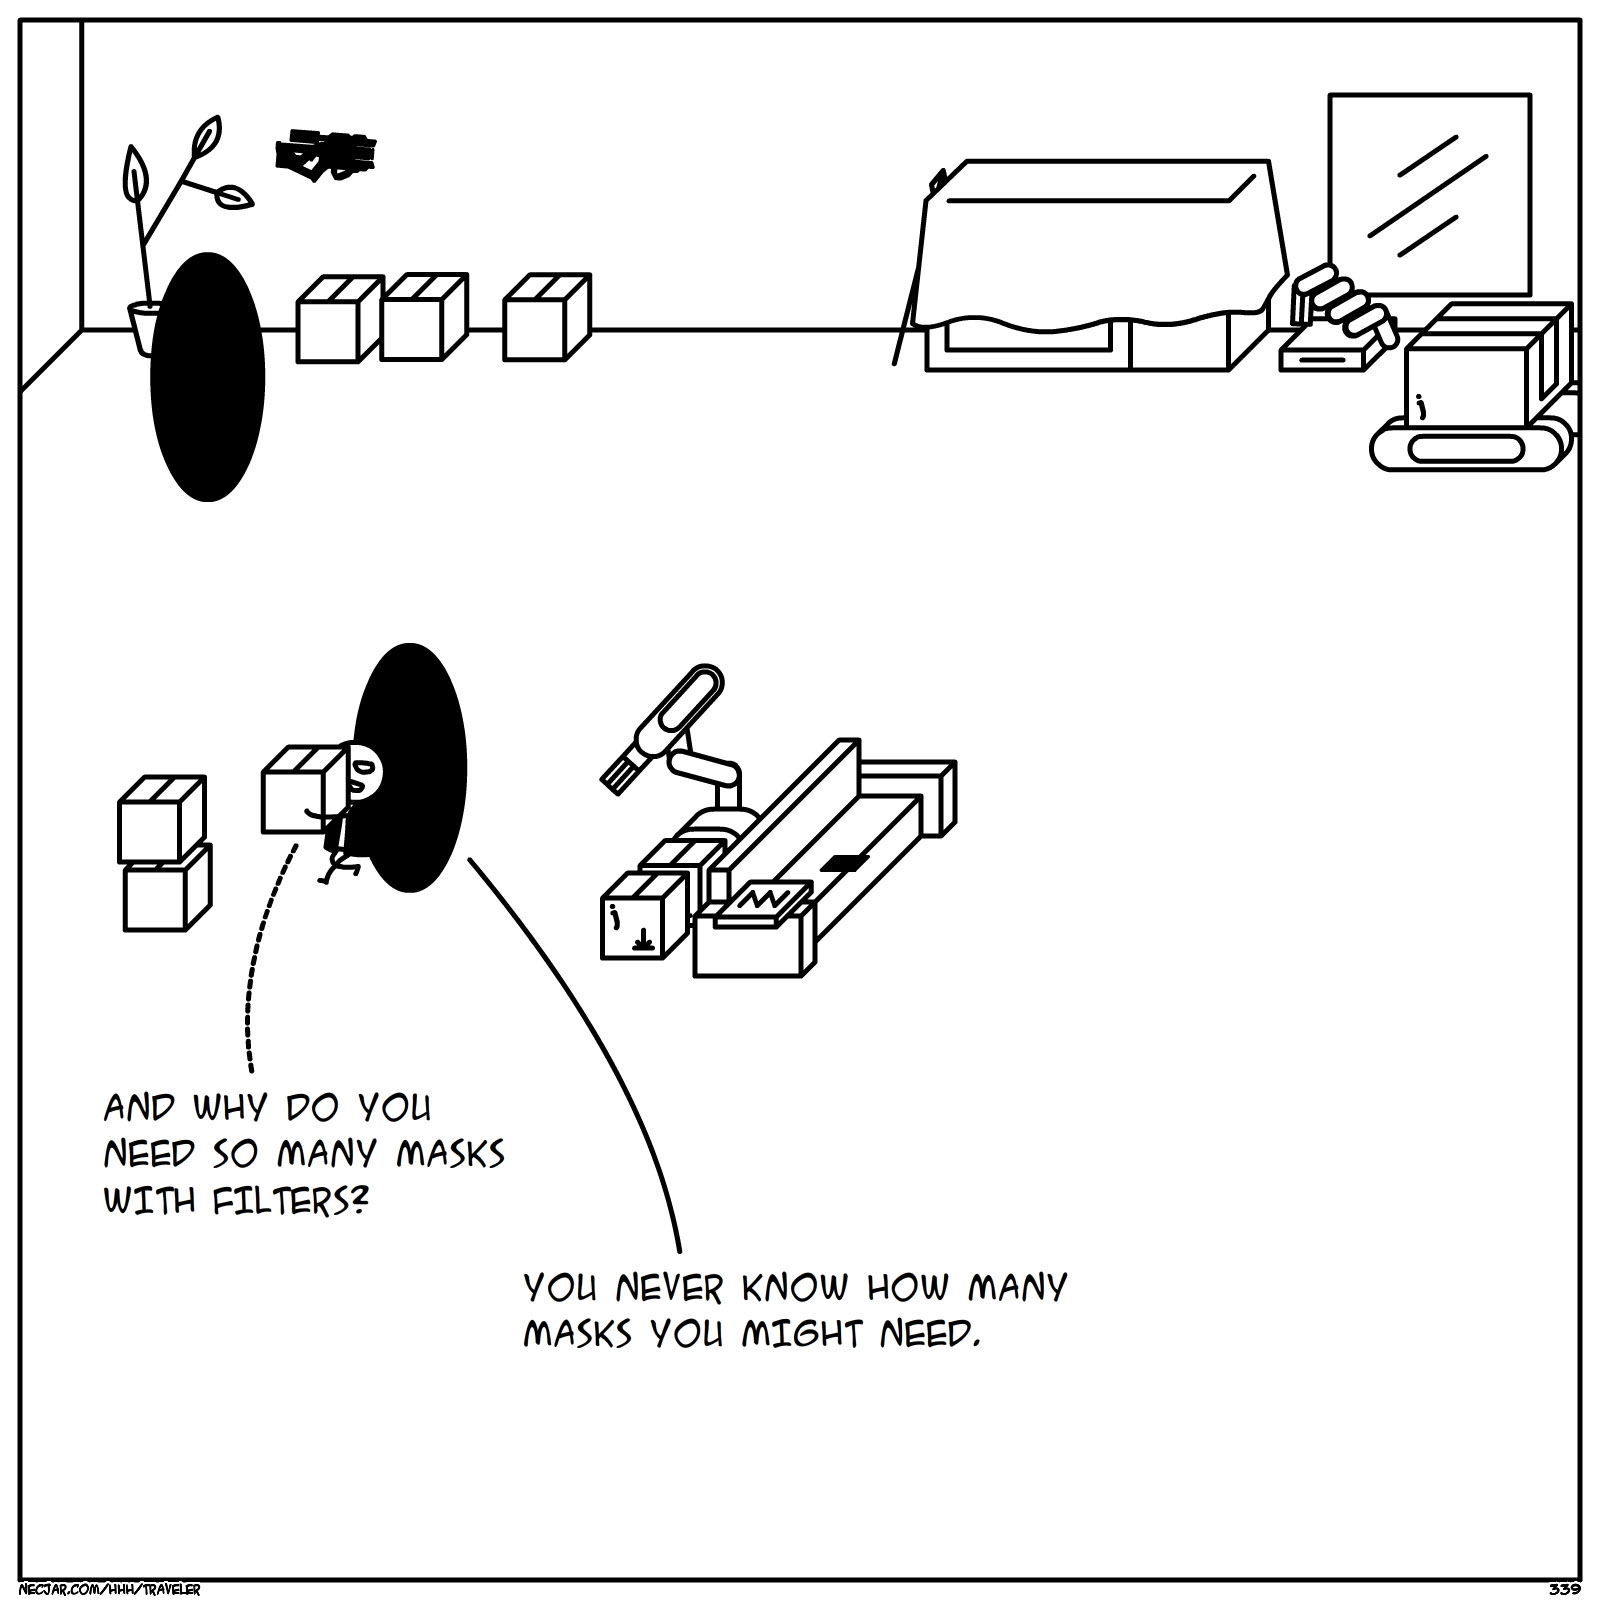 AND WHY DO YOU
NEED SO MANY MASKS
WITH FILTERS?
YOU NEVER KNOW HOW MANY
MASKS YOU MIGHT NEED.
NECJAR.COM/HHH/TRAVELER
339